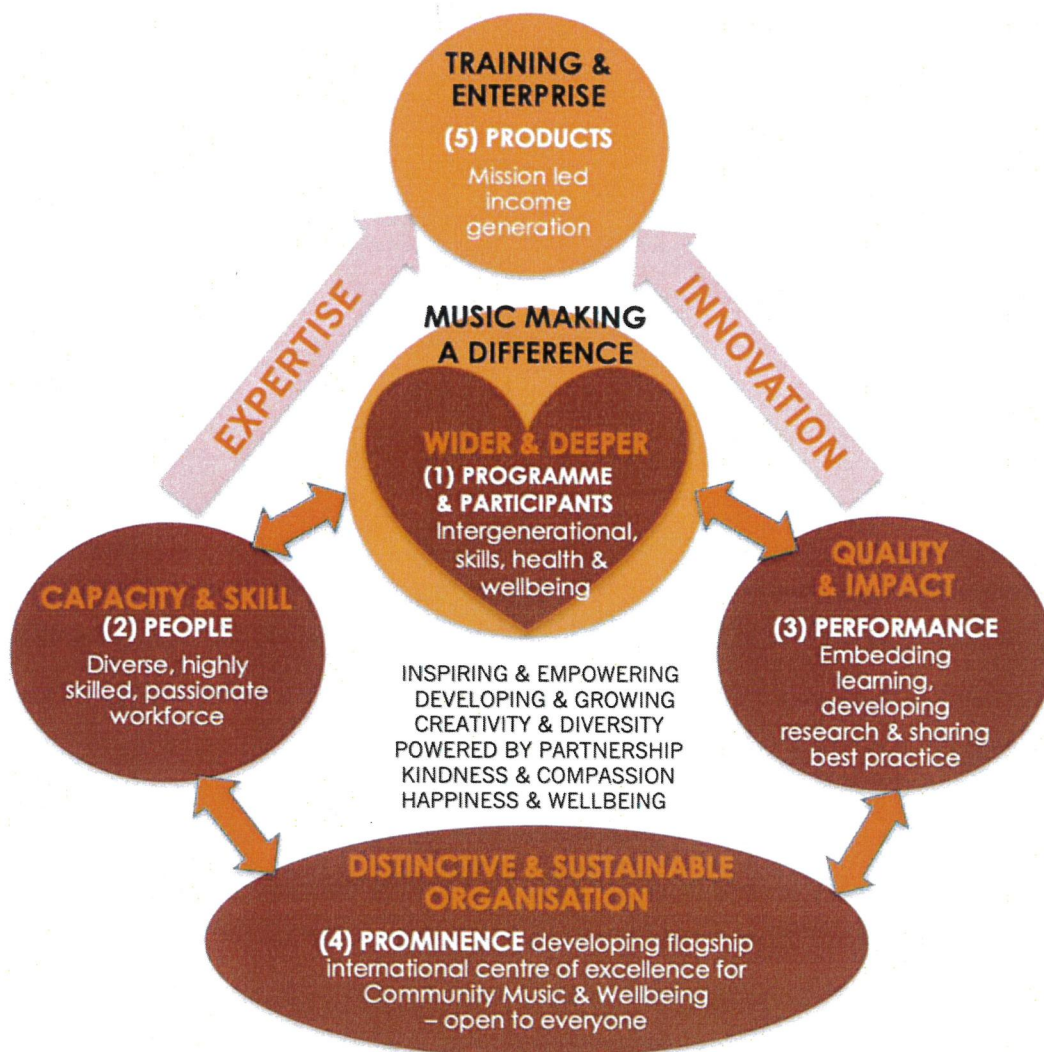 TRAINING &
ENTERPRISE
(5) PRODUCTS
Mission led
income
generation
EXPERTISE
INNOVATION
MUSIC MAKING
A DIFFERENCE
WIDER & DEEPER
(1) PROGRAMME
& PARTICIPANTS
Intergenerational,
skills, health &
wellbeing
CAPACITY & SKILL
(2) PEOPLE
Diverse, highly
skilled, passionate
workforce
QUALITY
& IMPACT
(3) PERFORMANCE
Embedding
learning,
developing
research & sharing
best practice
INSPIRING & EMPOWERING
DEVELOPING & GROWING
CREATIVITY & DIVERSITY
POWERED BY PARTNERSHIP
KINDNESS & COMPASSION
HAPPINESS & WELLBEING
DISTINCTIVE & SUSTAINABLE
ORGANISATION
(4) PROMINENCE developing flagship
international centre of excellence for
Community Music & Wellbeing
– open to everyone